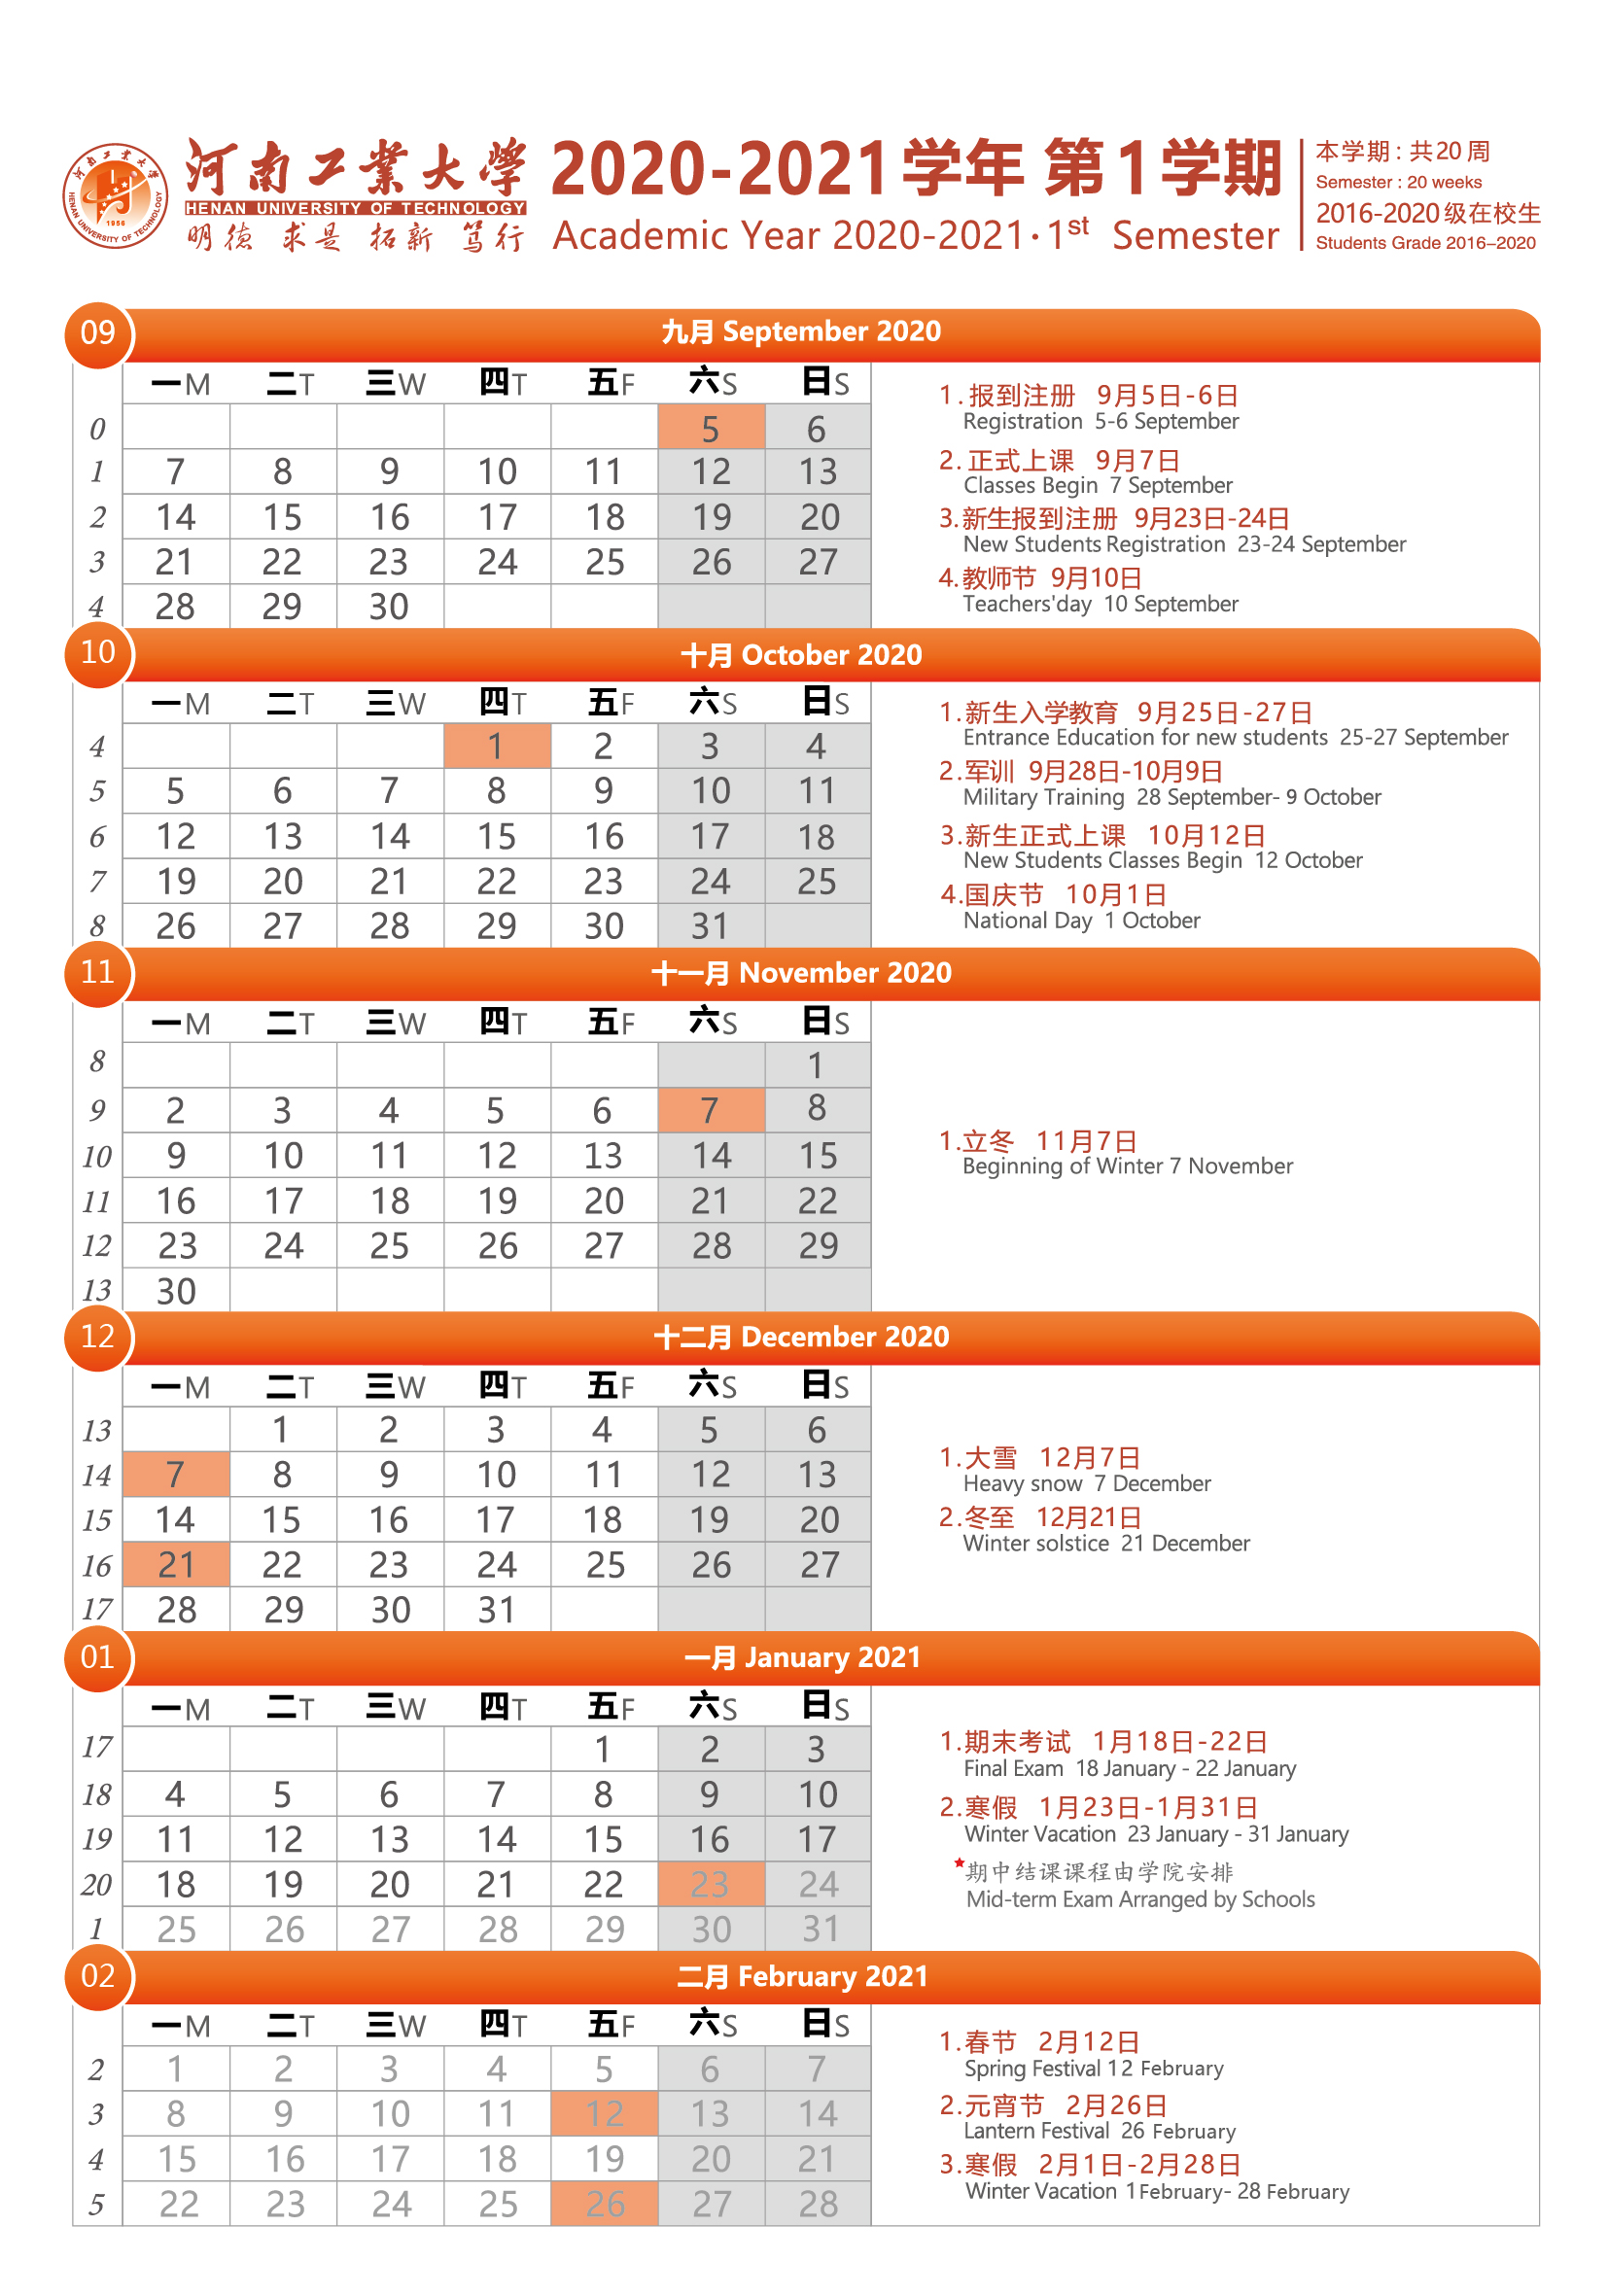 河南工业大学
HENAN UNIVERSITY OF TECHNOLOGY
1956
河南工業大學
HENAN UNIVERSITY OF TECHNOLOGY
明德 求是 拓新 笃行
2020-2021学年 第1学期
Academic Year 2020-2021·1st Semester
本学期：共20周
Semester : 20 weeks
2016-2020级在校生
Students Grade 2016–2020
09 九月 September 2020
一M 二T 三W 四T 五F 六S 日S
0 5 6
1 7 8 9 10 11 12 13
2 14 15 16 17 18 19 20
3 21 22 23 24 25 26 27
4 28 29 30
1.报到注册 9月5日-6日
Registration 5-6 September
2.正式上课 9月7日
Classes Begin 7 September
3.新生报到注册 9月23日-24日
New Students Registration 23-24 September
4.教师节 9月10日
Teachers'day 10 September
10 十月 October 2020
一M 二T 三W 四T 五F 六S 日S
4 1 2 3 4
5 5 6 7 8 9 10 11
6 12 13 14 15 16 17 18
7 19 20 21 22 23 24 25
8 26 27 28 29 30 31
1.新生入学教育 9月25日-27日
Entrance Education for new students 25-27 September
2.军训 9月28日-10月9日
Military Training 28 September- 9 October
3.新生正式上课 10月12日
New Students Classes Begin 12 October
4.国庆节 10月1日
National Day 1 October
11 十一月 November 2020
一M 二T 三W 四T 五F 六S 日S
8 1
9 2 3 4 5 6 7 8
10 9 10 11 12 13 14 15
11 16 17 18 19 20 21 22
12 23 24 25 26 27 28 29
13 30
1.立冬 11月7日
Beginning of Winter 7 November
12 十二月 December 2020
一M 二T 三W 四T 五F 六S 日S
13 1 2 3 4 5 6
14 7 8 9 10 11 12 13
15 14 15 16 17 18 19 20
16 21 22 23 24 25 26 27
17 28 29 30 31
1.大雪 12月7日
Heavy snow 7 December
2.冬至 12月21日
Winter solstice 21 December
01 一月 January 2021
一M 二T 三W 四T 五F 六S 日S
17 1 2 3
18 4 5 6 7 8 9 10
19 11 12 13 14 15 16 17
20 18 19 20 21 22 23 24
1 25 26 27 28 29 30 31
1.期末考试 1月18日-22日
Final Exam 18 January - 22 January
2.寒假 1月23日-1月31日
Winter Vacation 23 January - 31 January
★期中结课课程由学院安排
Mid-term Exam Arranged by Schools
02 二月 February 2021
一M 二T 三W 四T 五F 六S 日S
2 1 2 3 4 5 6 7
3 8 9 10 11 12 13 14
4 15 16 17 18 19 20 21
5 22 23 24 25 26 27 28
1.春节 2月12日
Spring Festival 12 February
2.元宵节 2月26日
Lantern Festival 26 February
3.寒假 2月1日-2月28日
Winter Vacation 1 February- 28 February